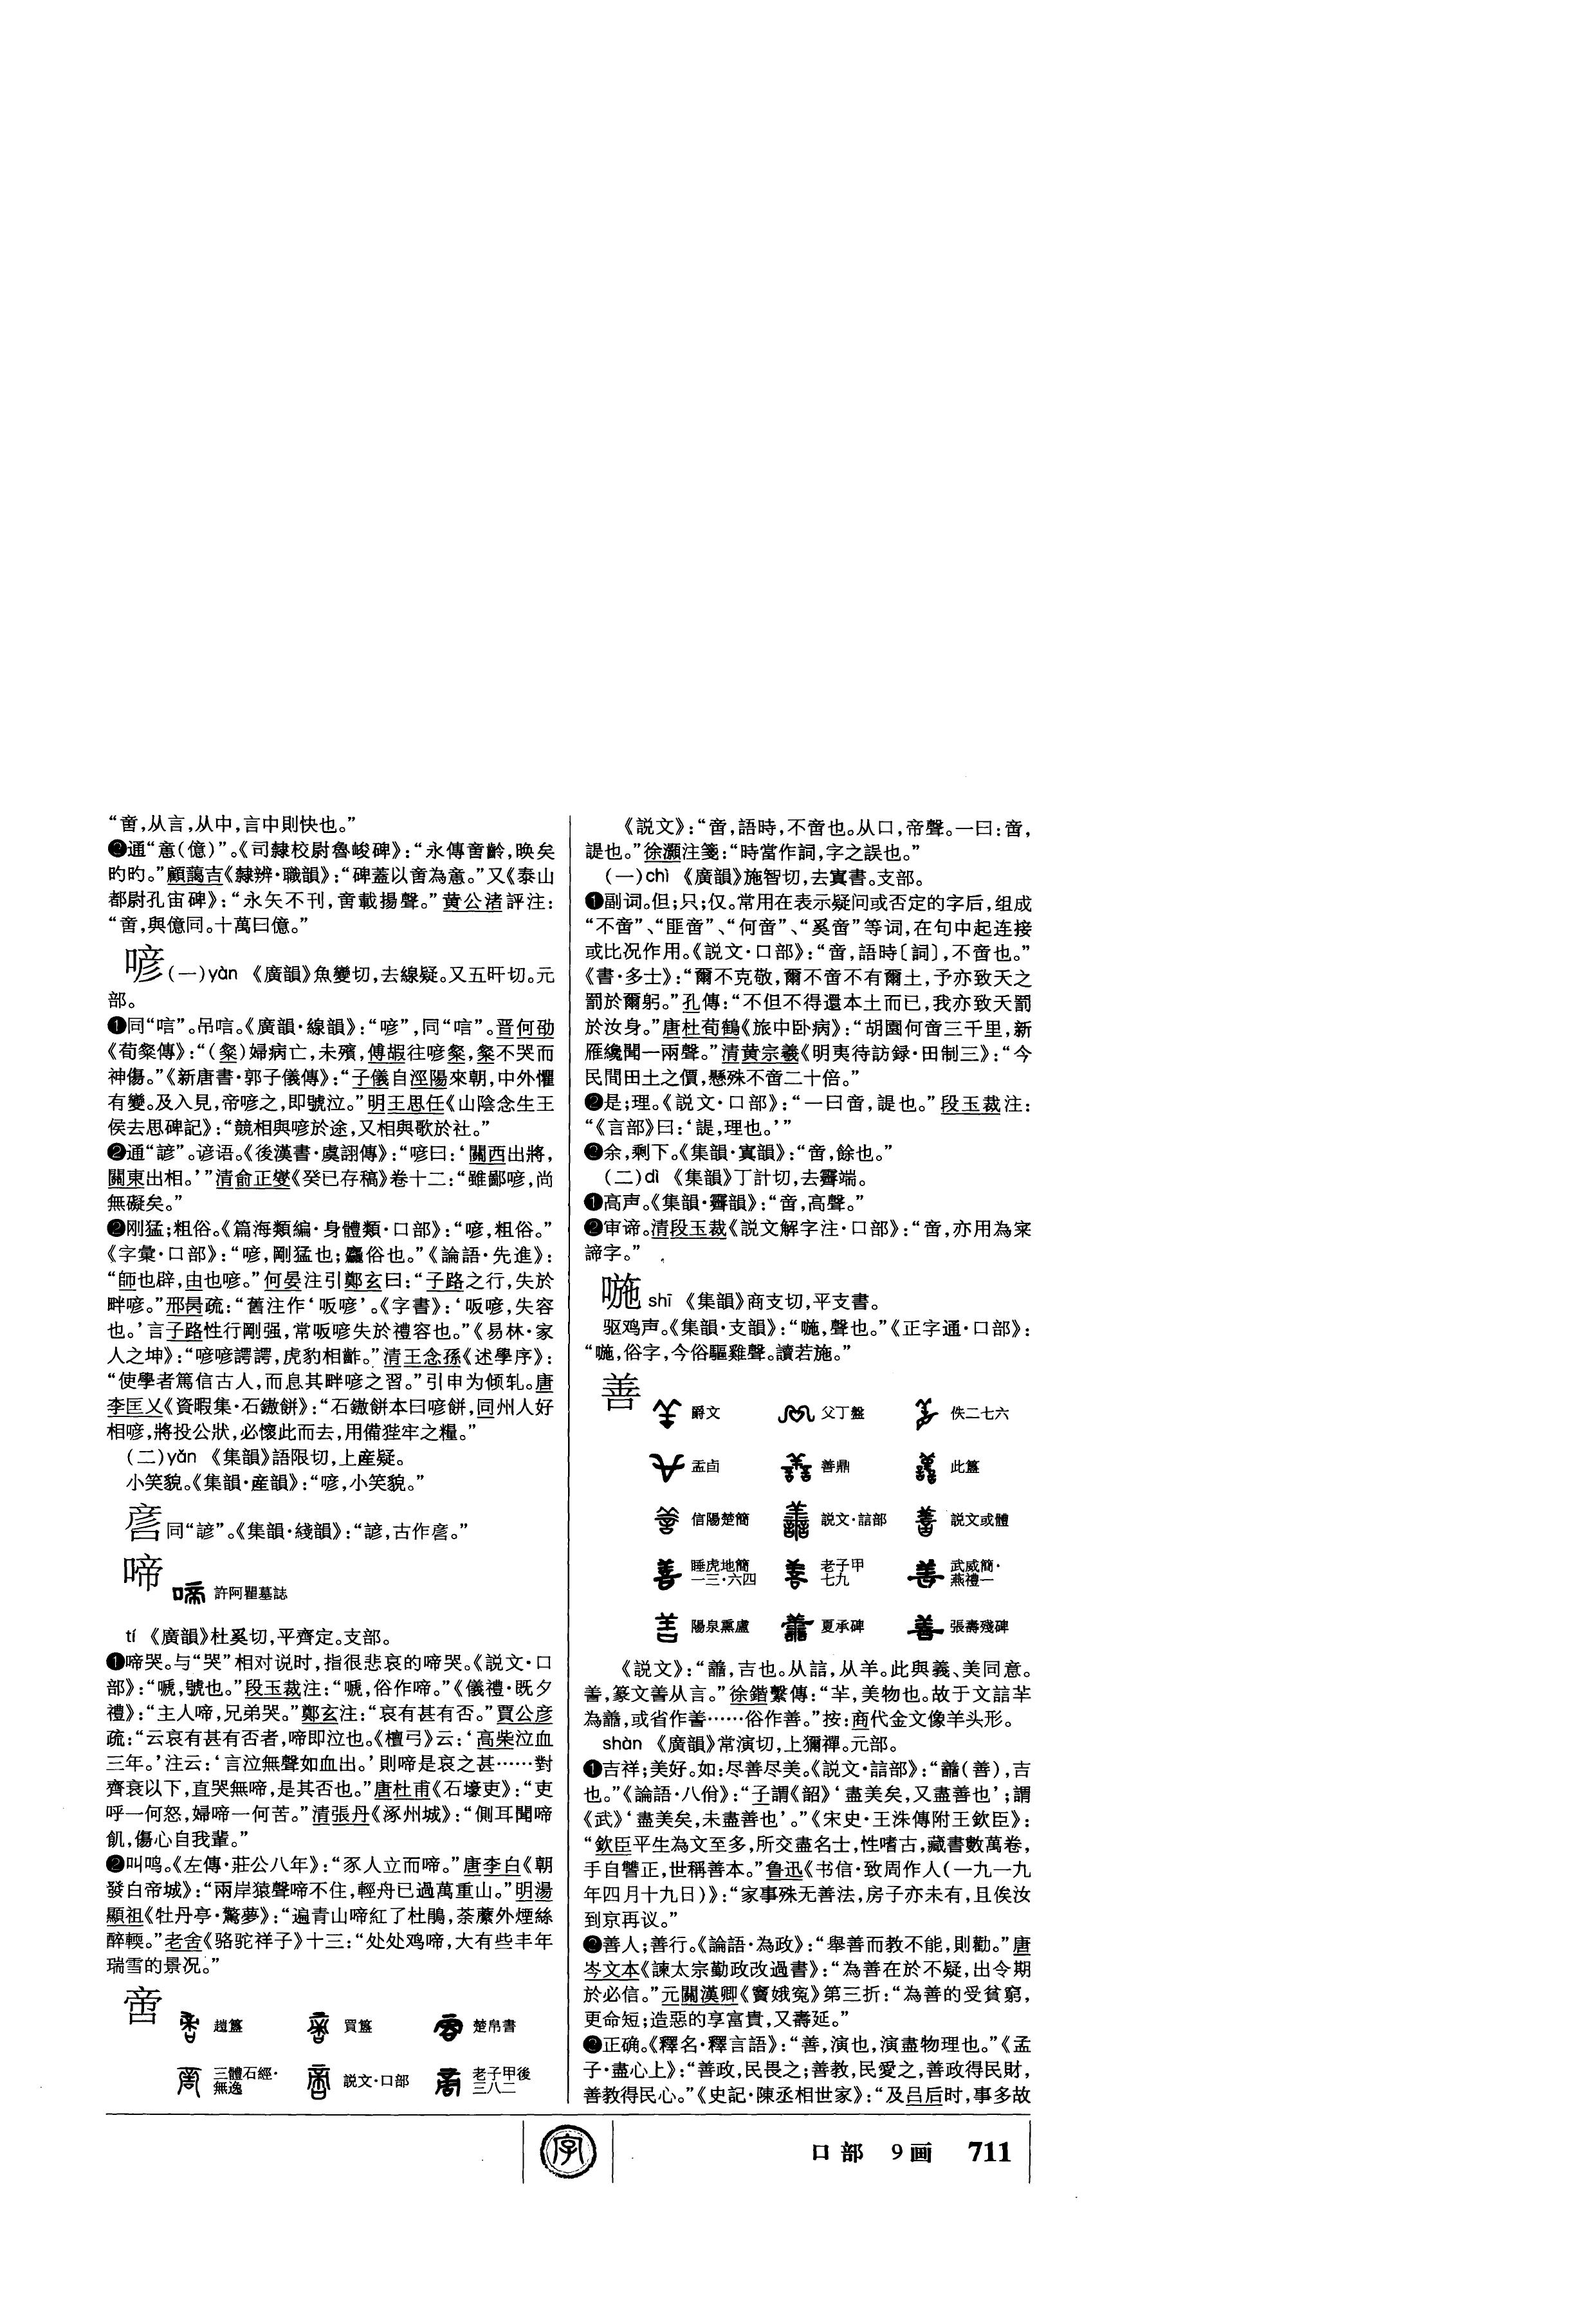 “啻,从言,从中,言中則快也。”
❷通“意(億)”。《司隸校尉魯峻碑》:“永傳啻齡,晚矣
旳旳。”顧藹吉《隸辨·職韻》:“碑蓋以啻為意。”又《泰山
都尉孔宙碑》:“永矢不刊,啻載揚聲。”黄公渚評注:
“啻,與億同。十萬曰億。”
喭(一)yàn 《廣韻》魚變切,去線疑。又五旰切。元
部。
❶同“唁”。吊唁。《廣韻·線韻》:“喭”,同“唁”。晋何劭
《荀粲傳》:“(粲)婦病亡,未殯,傅嘏往喭粲,粲不哭而
神傷。”《新唐書·郭子儀傳》:“子儀自涇陽來朝,中外懼
有變。及入見,帝喭之,即號泣。”明王思任《山陰念生王
侯去思碑記》:“競相與喭於途,又相與歌於社。”
❷通“諺”。谚语。《後漢書·虞詡傳》:“喭曰:‘關西出將,
關東出相。’”清俞正燮《癸已存稿》卷十二:“雖鄙喭,尚
無礙矣。”
❷刚猛;粗俗。《篇海類編·身體類·口部》:“喭,粗俗。”
《字彙·口部》:“喭,剛猛也;麤俗也。”《論語·先進》:
“師也辟,由也喭。”何晏注引鄭玄曰:“子路之行,失於
畔喭。”邢昺疏:“舊注作‘昄喭’。《字書》:‘昄喭,失容
也。’言子路性行剛强,常昄喭失於禮容也。”《易林·家
人之坤》:“喭喭諤諤,虎豹相齚。”清王念孫《述學序》:
“使學者篤信古人,而息其畔喭之習。”引申为倾轧。唐
李匡乂《資暇集·石鏉餅》:“石鏉餅本曰喭餅,同州人好
相喭,將投公狀,必懷此而去,用備狴牢之糧。”
(二)yǎn 《集韻》語限切,上産疑。
小笑貌。《集韻·産韻》:“喭,小笑貌。”
㖶同“諺”。《集韻·綫韻》:“諺,古作㖶。”
啼
啼 許阿瞿墓誌
tí 《廣韻》杜奚切,平齊定。支部。
❶啼哭。与“哭”相对说时,指很悲哀的啼哭。《説文·口
部》:“嗁,號也。”段玉裁注:“嗁,俗作啼。”《儀禮·既夕
禮》:“主人啼,兄弟哭。”鄭玄注:“哀有甚有否。”賈公彦
疏:“云哀有甚有否者,啼即泣也。《檀弓》云:‘高柴泣血
三年。’注云:‘言泣無聲如血出。’則啼是哀之甚……對
齊衰以下,直哭無啼,是其否也。”唐杜甫《石壕吏》:“吏
呼一何怒,婦啼一何苦。”清張丹《涿州城》:“側耳聞啼
飢,傷心自我輩。”
❷叫鸣。《左傳·莊公八年》:“豕人立而啼。”唐李白《朝
發白帝城》:“兩岸猿聲啼不住,輕舟已過萬重山。”明湯
顯祖《牡丹亭·驚夢》:“遍青山啼紅了杜鵑,荼蘼外煙絲
醉輭。”老舍《骆驼祥子》十三:“处处鸡啼,大有些丰年
瑞雪的景况。”
啻 趙簋 買簋 楚帛書
三體石經·無逸 説文·口部 老子甲後三八二
《説文》:“啻,語時,不啻也。从口,帝聲。一曰:啻,
諟也。”徐灝注箋:“時當作詞,字之誤也。”
(一)chì 《廣韻》施智切,去寘書。支部。
❶副词。但;只;仅。常用在表示疑问或否定的字后,组成
“不啻”、“匪啻”、“何啻”、“奚啻”等词,在句中起连接
或比况作用。《説文·口部》:“啻,語時〔詞〕,不啻也。”
《書·多士》:“爾不克敬,爾不啻不有爾土,予亦致天之
罰於爾躬。”孔傳:“不但不得還本土而已,我亦致天罰
於汝身。”唐杜荀鶴《旅中卧病》:“胡園何啻三千里,新
雁纔聞一兩聲。”清黄宗羲《明夷待訪録·田制三》:“今
民間田土之價,懸殊不啻二十倍。”
❷是;理。《説文·口部》:“一曰啻,諟也。”段玉裁注:
“《言部》曰:‘諟,理也。’”
❸余,剩下。《集韻·寘韻》:“啻,餘也。”
(二)dì 《集韻》丁計切,去霽端。
❶高声。《集韻·霽韻》:“啻,高聲。”
❷审谛。清段玉裁《説文解字注·口部》:“啻,亦用為宷
諦字。”
㖷shī 《集韻》商支切,平支書。
驱鸡声。《集韻·支韻》:“㖷,聲也。”《正字通·口部》:
“㖷,俗字,今俗驅雞聲。讀若施。”
善 爵文 父丁盤 佚二七六
盂卣 善鼎 此簋
信陽楚簡 説文·誩部 説文或體
睡虎地簡一三·六四 老子甲七九 武威簡·燕禮一
陽泉熏盧 夏承碑 張壽殘碑
《説文》:“譱,吉也。从誩,从羊。此與義、美同意。
善,篆文善从言。”徐鍇繫傳:“羊,美物也。故于文誩羊
為譱,或省作善……俗作善。”按:商代金文像羊头形。
shàn 《廣韻》常演切,上獮禪。元部。
❶吉祥;美好。如:尽善尽美。《説文·誩部》:“譱(善),吉
也。”《論語·八佾》:“子謂《韶》‘盡美矣,又盡善也’;謂
《武》‘盡美矣,未盡善也’。”《宋史·王洙傳附王欽臣》:
“欽臣平生為文至多,所交盡名士,性嗜古,藏書數萬卷,
手自讐正,世稱善本。”鲁迅《书信·致周作人(一九一九
年四月十九日)》:“家事殊无善法,房子亦未有,且俟汝
到京再议。”
❷善人;善行。《論語·為政》:“舉善而教不能,則勸。”唐
岑文本《諫太宗勤政改過書》:“為善在於不疑,出令期
於必信。”元關漢卿《竇娥冤》第三折:“為善的受貧窮,
更命短;造惡的享富貴,又壽延。”
❸正确。《釋名·釋言語》:“善,演也,演盡物理也。”《孟
子·盡心上》:“善政,民畏之;善教,民愛之,善政得民財,
善教得民心。”《史記·陳丞相世家》:“及吕后时,事多故
字
口部 9画 711